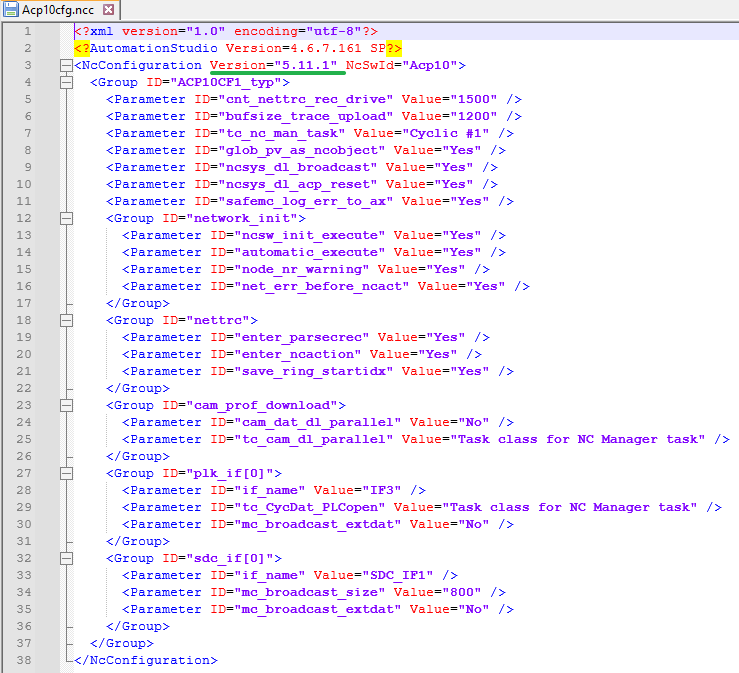 Acp10cfg.ncc
1 <?xml version="1.0" encoding="utf-8"?>
2 <?AutomationStudio Version=4.6.7.161 SP?>
3 <NcConfiguration Version="5.11.1" NcSwId="Acp10">
4 <Group ID="ACP10CF1_typ">
5 <Parameter ID="cnt_nettrc_rec_drive" Value="1500" />
6 <Parameter ID="bufsize_trace_upload" Value="1200" />
7 <Parameter ID="tc_nc_man_task" Value="Cyclic #1" />
8 <Parameter ID="glob_pv_as_ncobject" Value="Yes" />
9 <Parameter ID="ncsys_dl_broadcast" Value="Yes" />
10 <Parameter ID="ncsys_dl_acp_reset" Value="Yes" />
11 <Parameter ID="safemc_log_err_to_ax" Value="Yes" />
12 <Group ID="network_init">
13 <Parameter ID="ncsw_init_execute" Value="Yes" />
14 <Parameter ID="automatic_execute" Value="Yes" />
15 <Parameter ID="node_nr_warning" Value="Yes" />
16 <Parameter ID="net_err_before_ncact" Value="Yes" />
17 </Group>
18 <Group ID="nettrc">
19 <Parameter ID="enter_parsecrec" Value="Yes" />
20 <Parameter ID="enter_ncaction" Value="Yes" />
21 <Parameter ID="save_ring_startidx" Value="Yes" />
22 </Group>
23 <Group ID="cam_prof_download">
24 <Parameter ID="cam_dat_dl_parallel" Value="No" />
25 <Parameter ID="tc_cam_dl_parallel" Value="Task class for NC Manager task" />
26 </Group>
27 <Group ID="plk_if[0]">
28 <Parameter ID="if_name" Value="IF3" />
29 <Parameter ID="tc_CycDat_PLCopen" Value="Task class for NC Manager task" />
30 <Parameter ID="mc_broadcast_extdat" Value="No" />
31 </Group>
32 <Group ID="sdc_if[0]">
33 <Parameter ID="if_name" Value="SDC_IF1" />
34 <Parameter ID="mc_broadcast_size" Value="800" />
35 <Parameter ID="mc_broadcast_extdat" Value="No" />
36 </Group>
37 </Group>
38 </NcConfiguration>